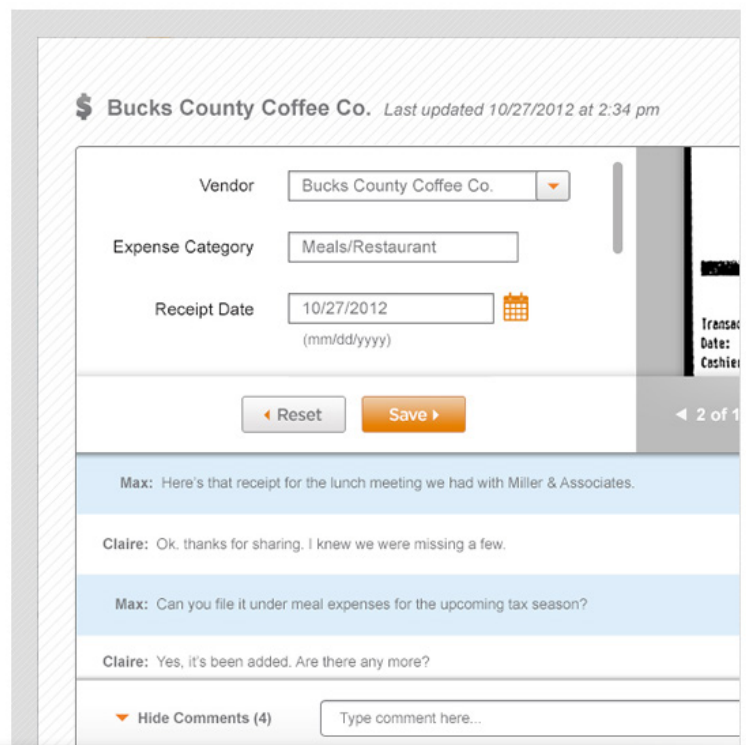 $ Bucks County Coffee Co. Last updated 10/27/2012 at 2:34 pm
Vendor Bucks County Coffee Co.
Expense Category Meals/Restaurant
Receipt Date 10/27/2012
(mm/dd/yyyy)
Date:
Reset Save
2 of 1
Max: Here's that receipt for the lunch meeting we had with Miller & Associates.
Claire: Ok. thanks for sharing. I knew we were missing a few.
Max: Can you file it under meal expenses for the upcoming tax season?
Claire: Yes, it's been added. Are there any more?
Hide Comments (4) Type comment here...